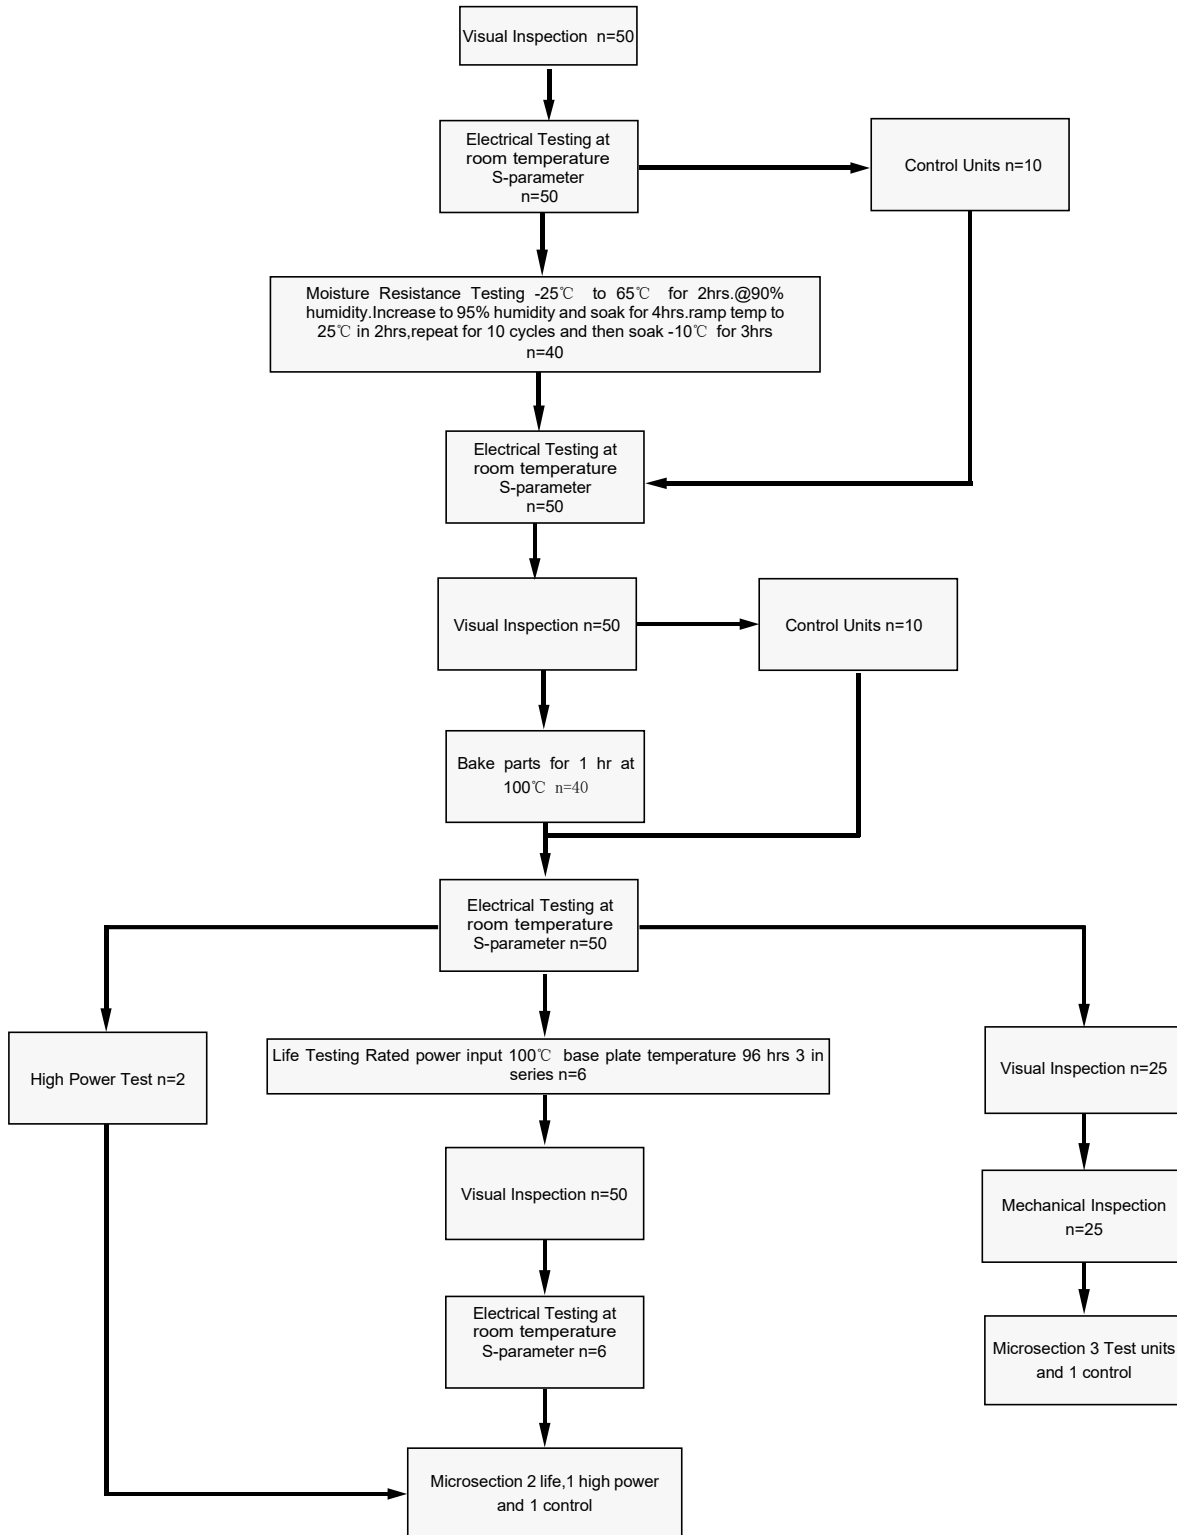 Visual Inspection n=50
Electrical Testing at
room temperature
S-parameter
n=50
Control Units n=10
Moisture Resistance Testing -25℃ to 65℃ for 2hrs.@90%
humidity.Increase to 95% humidity and soak for 4hrs.ramp temp to
25℃ in 2hrs,repeat for 10 cycles and then soak -10℃ for 3hrs
n=40
Electrical Testing at
room temperature
S-parameter
n=50
Visual Inspection n=50
Control Units n=10
Bake parts for 1 hr at
100℃ n=40
Electrical Testing at
room temperature
S-parameter n=50
High Power Test n=2
Life Testing Rated power input 100℃ base plate temperature 96 hrs 3 in
series n=6
Visual Inspection n=25
Visual Inspection n=50
Mechanical Inspection
n=25
Electrical Testing at
room temperature
S-parameter n=6
Microsection 3 Test units
and 1 control
Microsection 2 life,1 high power
and 1 control